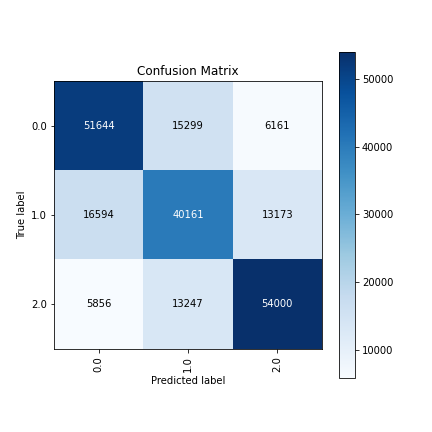 Confusion Matrix
50000
0.0
51644 15299 6161
40000
True label
1.0
16594 40161 13173
30000
20000
2.0
5856 13247 54000
10000
0.0 1.0 2.0
Predicted label